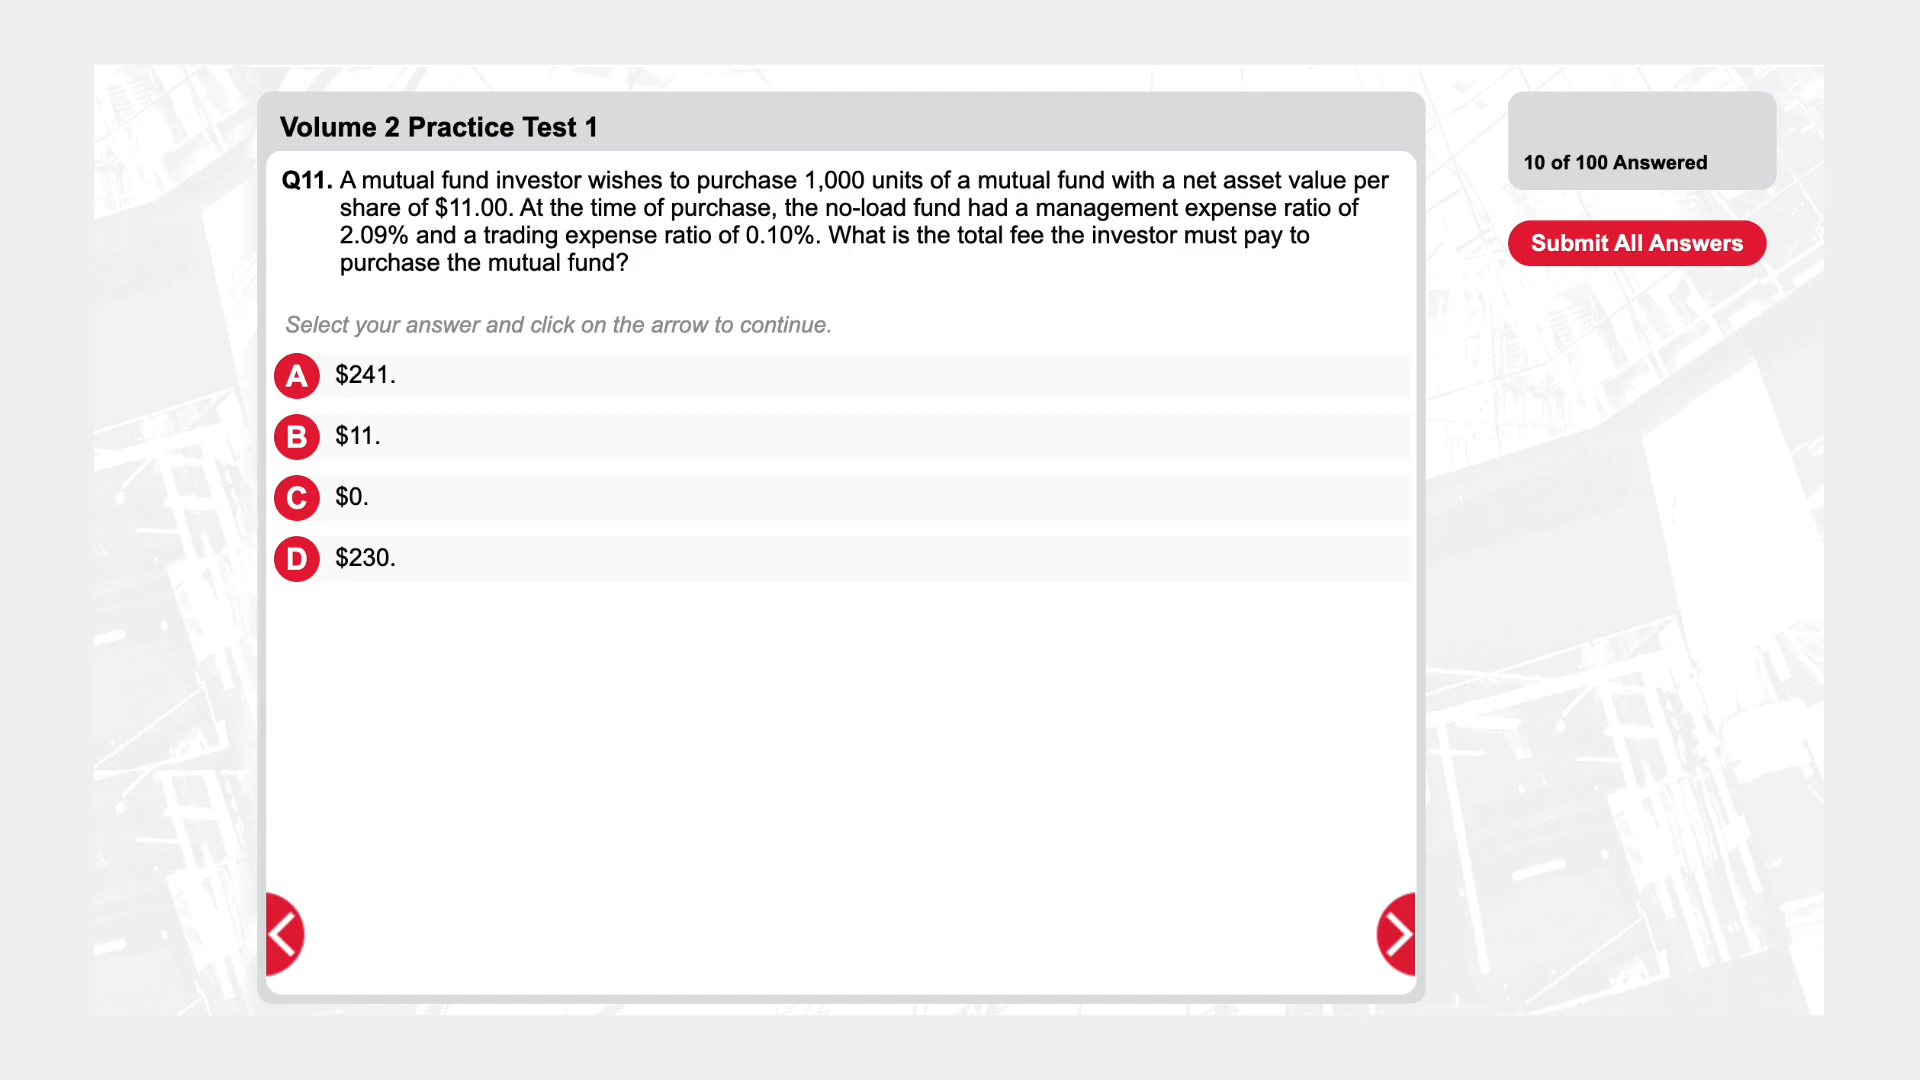 Volume 2 Practice Test 1
10 of 100 Answered
Submit All Answers
Q11. A mutual fund investor wishes to purchase 1,000 units of a mutual fund with a net asset value per
share of $11.00. At the time of purchase, the no-load fund had a management expense ratio of
2.09% and a trading expense ratio of 0.10%. What is the total fee the investor must pay to
purchase the mutual fund?
Select your answer and click on the arrow to continue.
A $241.
B $11.
C $0.
D $230.